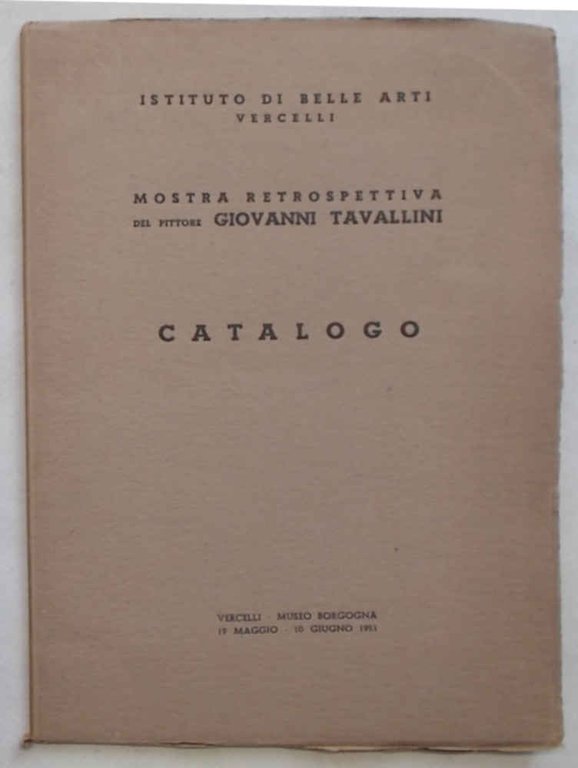 ISTITUTO DI BELLE ARTI
VERCELLI
MOSTRA RETROSPETTIVA
DEL PITTORE GIOVANNI TAVALLINI
CATALOGO
VERCELLI - MUSEO BORGOGNA
19 MAGGIO - 10 GIUGNO